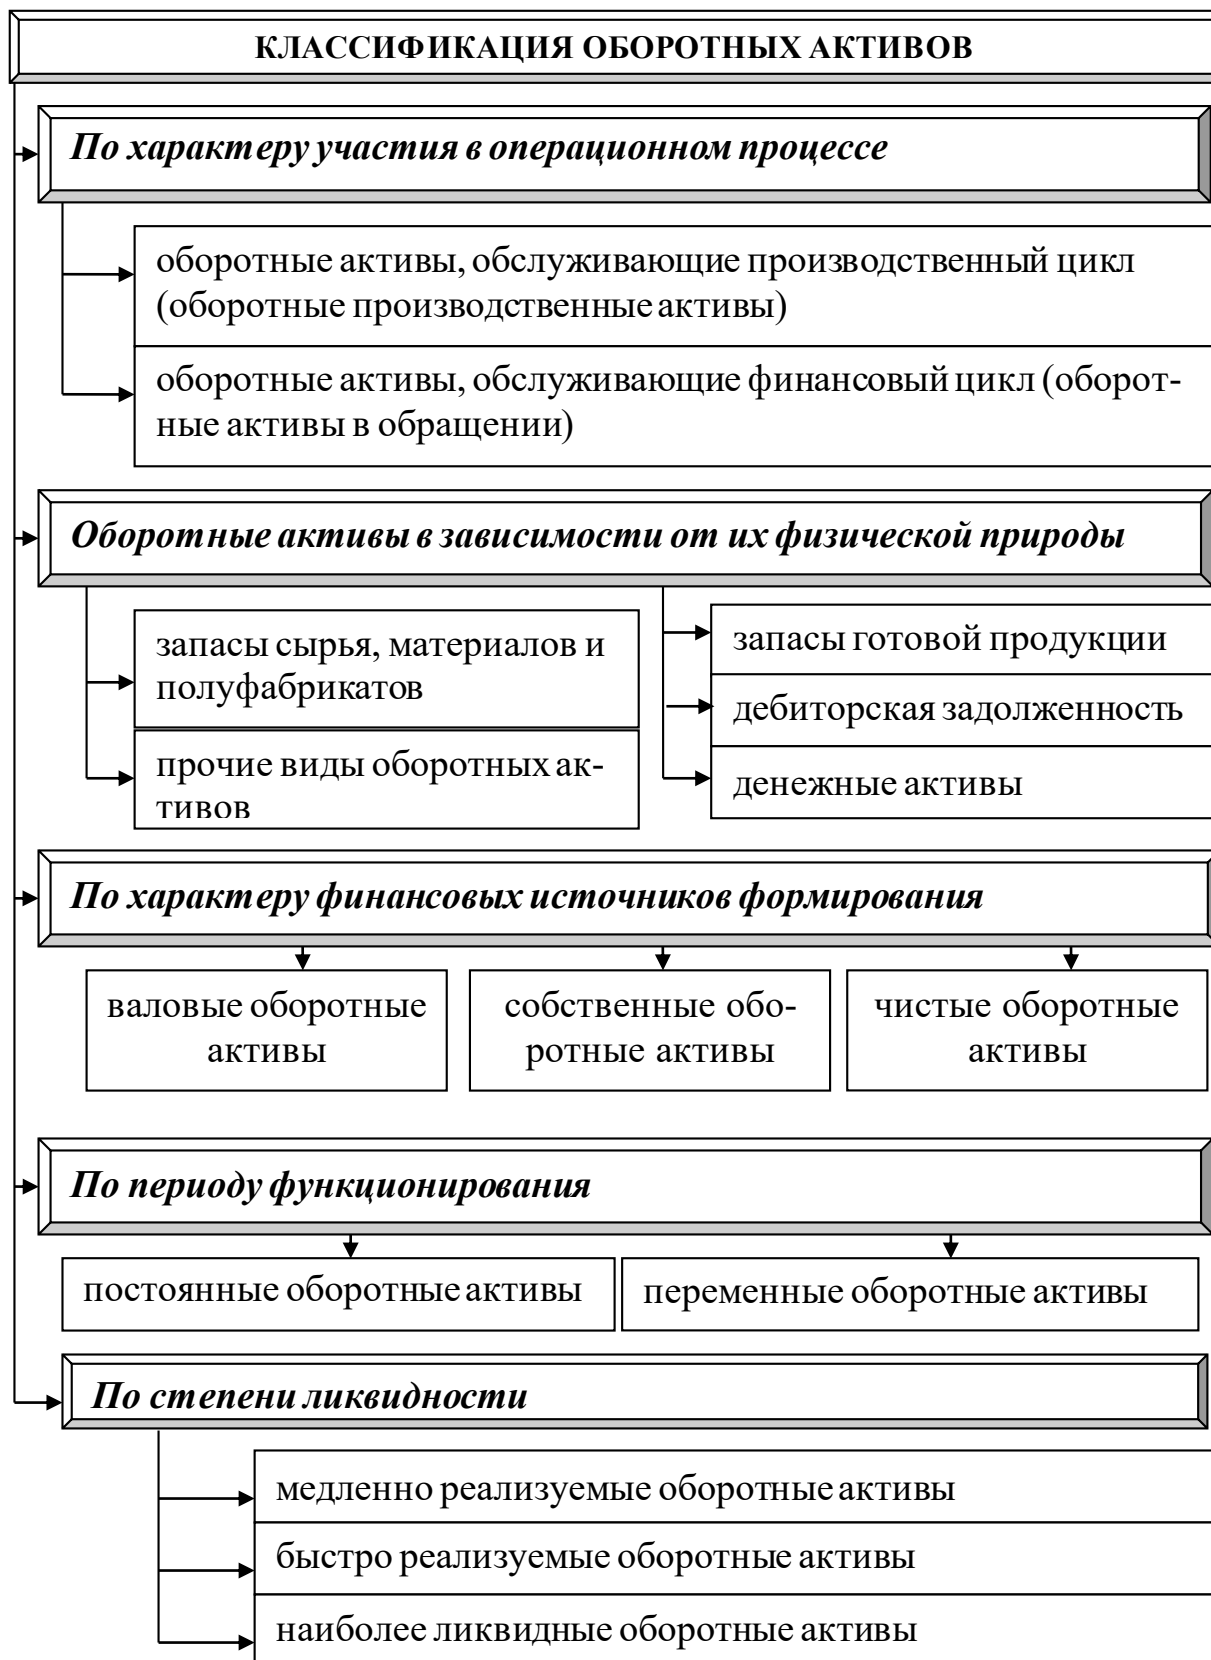 КЛАССИФИКАЦИЯ ОБОРОТНЫХ АКТИВОВ
По характеру участия в операционном процессе
оборотные активы, обслуживающие производственный цикл
(оборотные производственные активы)
оборотные активы, обслуживающие финансовый цикл (оборот-
ные активы в обращении)
Оборотные активы в зависимости от их физической природы
запасы сырья, материалов и
полуфабрикатов
прочие виды оборотных ак-
тивов
запасы готовой продукции
дебиторская задолженность
денежные активы
По характеру финансовых источников формирования
валовые оборотные
активы
собственные обо-
ротные активы
чистые оборотные
активы
По периоду функционирования
постоянные оборотные активы
переменные оборотные активы
По степени ликвидности
медленно реализуемые оборотные активы
быстро реализуемые оборотные активы
наиболее ликвидные оборотные активы